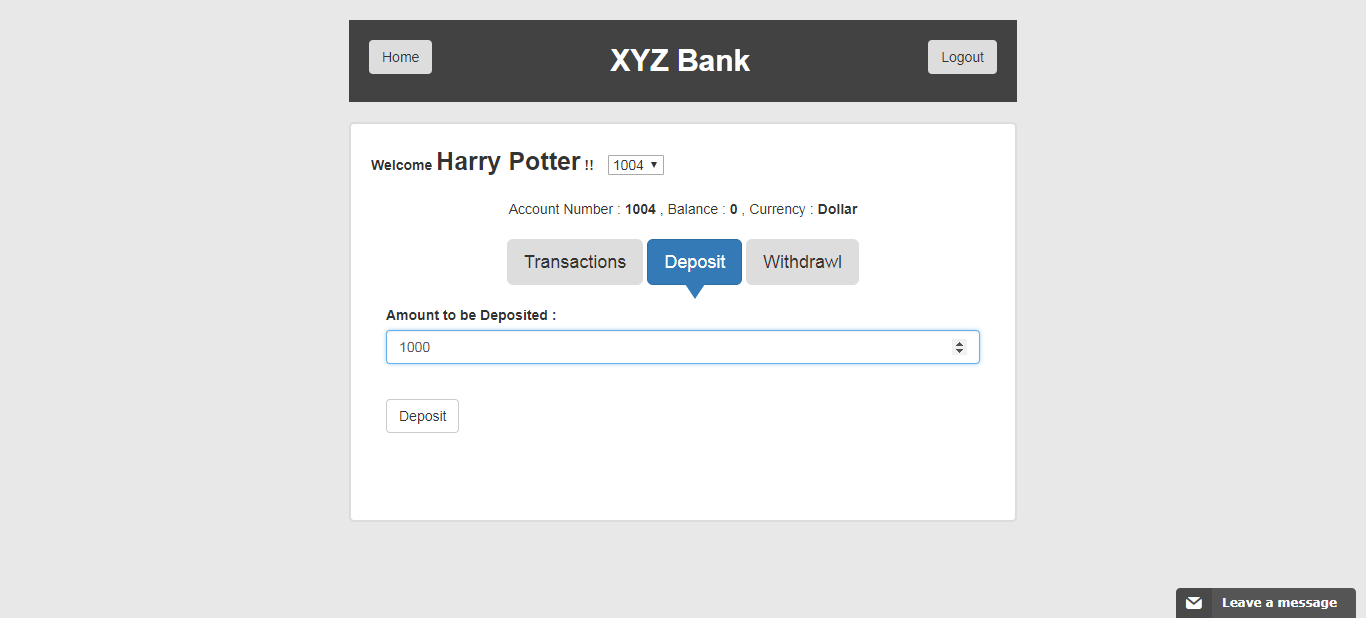 Home XYZ Bank Logout
Welcome Harry Potter !! 1004
Account Number : 1004 , Balance : 0 , Currency : Dollar
Transactions Deposit Withdrawl
Amount to be Deposited :
1000
Deposit
Leave a message